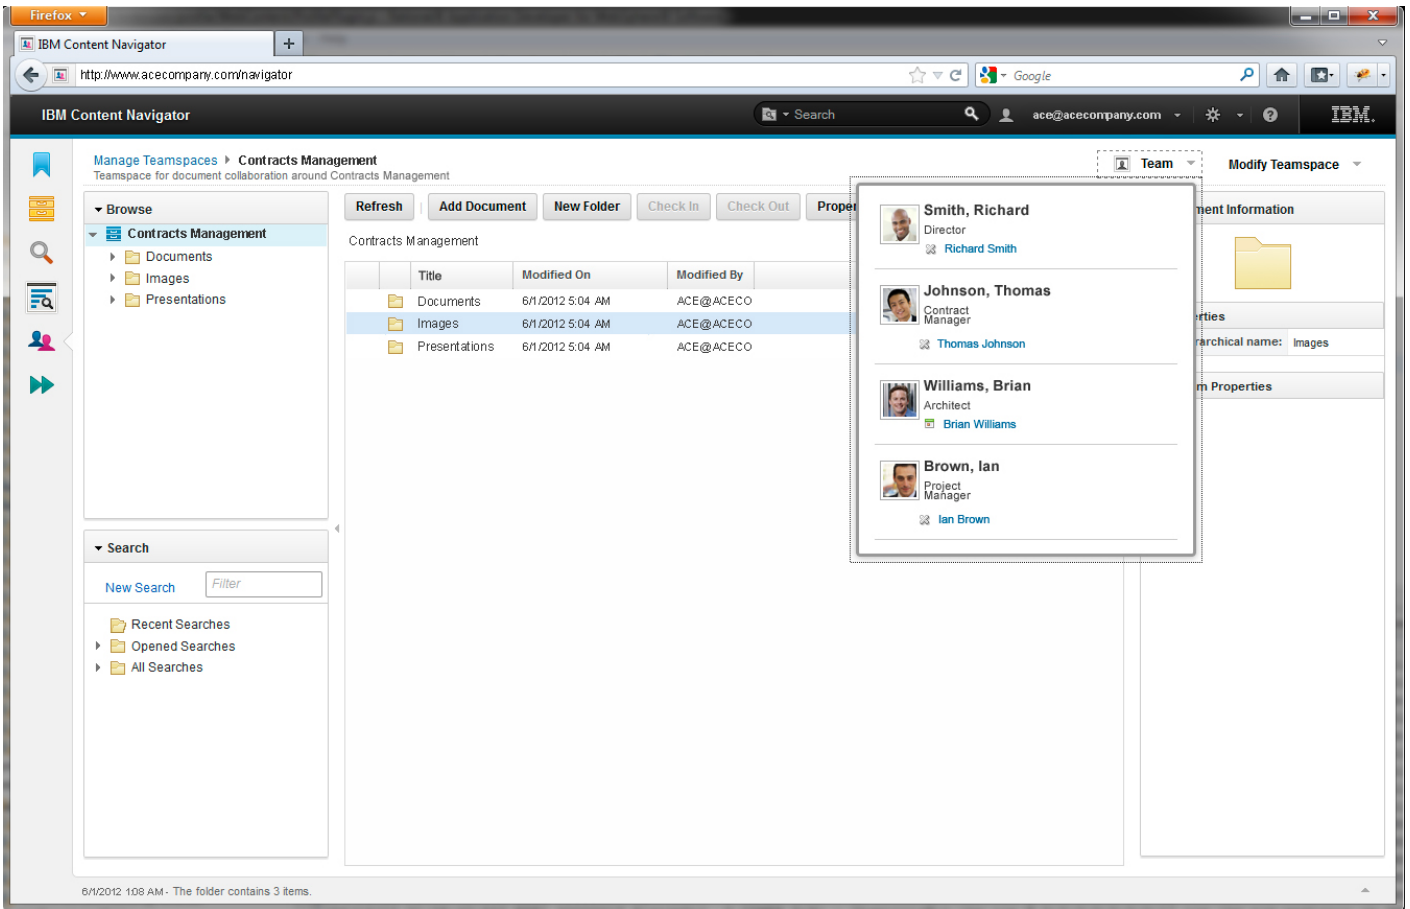 Firefox
IBM Content Navigator
http://www.acecompany.com/navigator
Google
IBM Content Navigator
Search
ace@acecompany.com
IBM.
Manage Teamspaces Contracts Management
Teamspace for document collaboration around Contracts Management
Team
Modify Teamspace
Browse
Contracts Management
Documents
Images
Presentations
Refresh
Add Document
New Folder
Check In
Check Out
Proper
Contracts Management
Title Modified On Modified By
Documents 6/1/2012 5:04 AM ACE@ACECO
Images 6/1/2012 5:04 AM ACE@ACECO
Presentations 6/1/2012 5:04 AM ACE@ACECO
Smith, Richard
Director
Richard Smith
Johnson, Thomas
Contract
Manager
Thomas Johnson
Williams, Brian
Architect
Brian Williams
Brown, Ian
Project
Manager
Ian Brown
ment Information
rties
rarchical name: Images
m Properties
Search
New Search
Filter
Recent Searches
Opened Searches
All Searches
6/1/2012 1:08 AM - The folder contains 3 items.